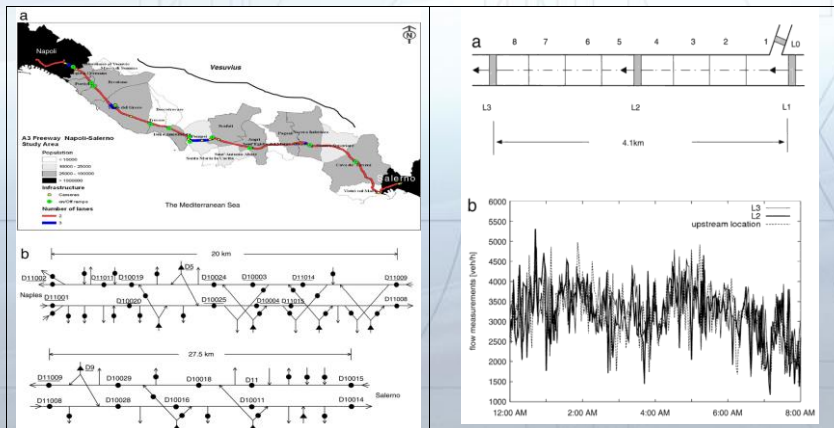 a
N
Napoli
Vesuvius
A3 Freeway Napoli-Salerno
Study Area
Population
< 10000
10000 - 25000
25000 - 100000
> 1000000
Infrastructure
Cameras
on/Off ramps
Number of lanes
2
3
Salerno
The Mediterranean Sea
b
20 km
D5
D11002
D11011
D10019
D10024
D10003
D11014
D11009
Naples
D11001
D10020
D10025
D10004
D11015
D11008
27.5 km
D9
D11009
D10029
D10018
D11
D10015
Salerno
D11008
D10028
D10016
D10011
D10014
a
8 7 6 5 4 3 2 1 L0
L3 L2 L1
4.1km
b
flow measurements [veh/h]
6000
5500
5000
4500
4000
3500
3000
2500
2000
1500
1000
L3
L2
upstream location
12:00 AM 2:00 AM 4:00 AM 6:00 AM 8:00 AM